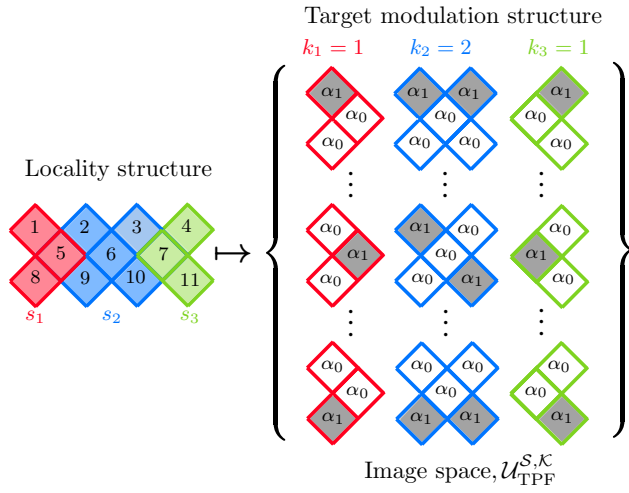 Target modulation structure
k₁ = 1 k₂ = 2 k₃ = 1
α₁ α₁ α₁ α₁
α₀ α₀ α₀
α₀ α₀ α₀ α₀
⋮ ⋮ ⋮
Locality structure
1 2 3 4
5 6 7
8 9 10 11
s₁ s₂ s₃
↦
α₀ α₁ α₀ α₀
α₁ α₀ α₁
α₀ α₀ α₁ α₀
⋮ ⋮ ⋮
α₀ α₀ α₀ α₀
α₀ α₀ α₀
α₁ α₁ α₁ α₁
Image space, 𝒰_TPF^{𝒮,𝒦}